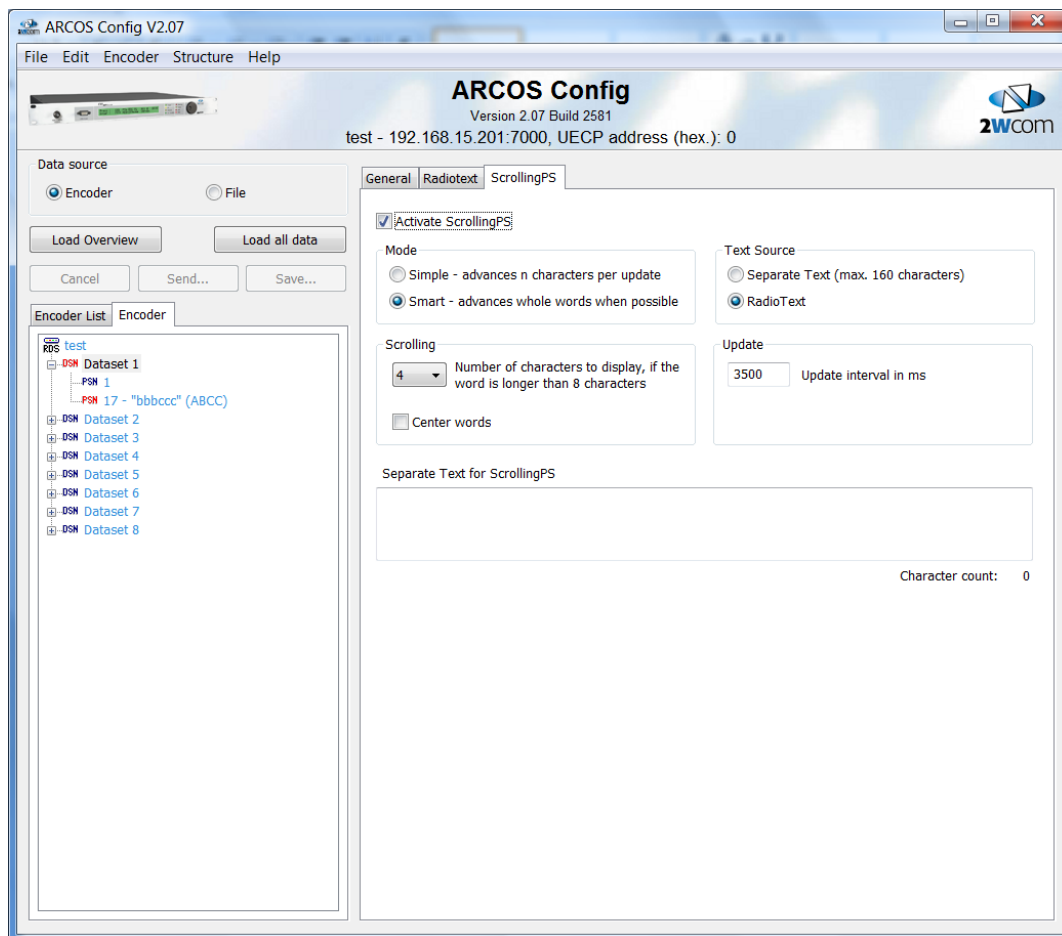 ARCOS Config V2.07
File Edit Encoder Structure Help
ARCOS Config
Version 2.07 Build 2581
test - 192.168.15.201:7000, UECP address (hex.): 0
2wcom
Data source
Encoder File
Load Overview Load all data
Cancel Send... Save...
Encoder List Encoder
RDS test
DSN Dataset 1
PSN 1
PSN 17 - "bbbccc" (ABCC)
DSN Dataset 2
DSN Dataset 3
DSN Dataset 4
DSN Dataset 5
DSN Dataset 6
DSN Dataset 7
DSN Dataset 8
General Radiotext ScrollingPS
Activate ScrollingPS
Mode
Simple - advances n characters per update
Smart - advances whole words when possible
Text Source
Separate Text (max. 160 characters)
RadioText
Scrolling
4 Number of characters to display, if the
word is longer than 8 characters
Center words
Update
3500 Update interval in ms
Separate Text for ScrollingPS
Character count: 0